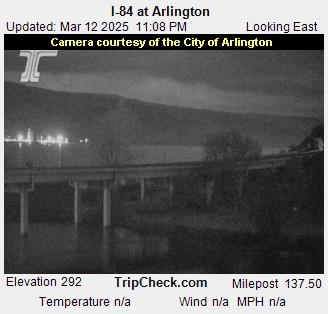 I-84 at Arlington
Updated: Mar 12 2025 11:08 PM Looking East
Camera courtesy of the City of Arlington
Elevation 292 TripCheck.com Milepost 137.50
Temperature n/a Wind n/a MPH n/a